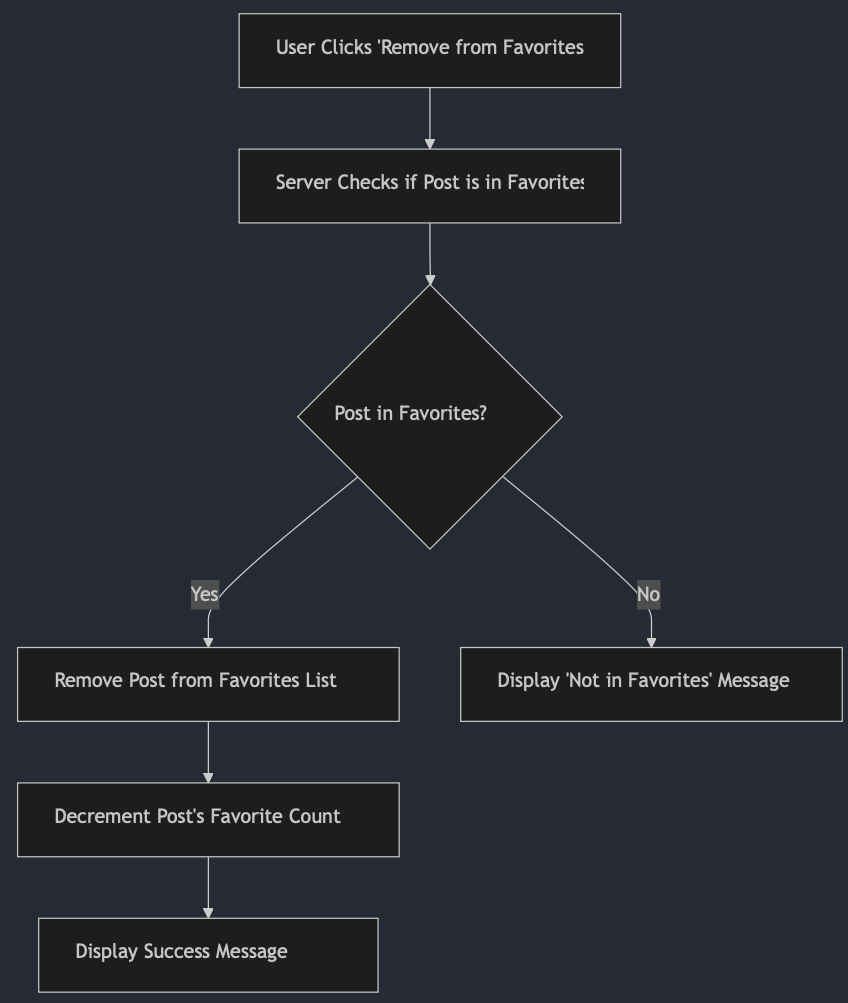 User Clicks 'Remove from Favorites
Server Checks if Post is in Favorites
Post in Favorites?
Yes
No
Remove Post from Favorites List
Display 'Not in Favorites' Message
Decrement Post's Favorite Count
Display Success Message